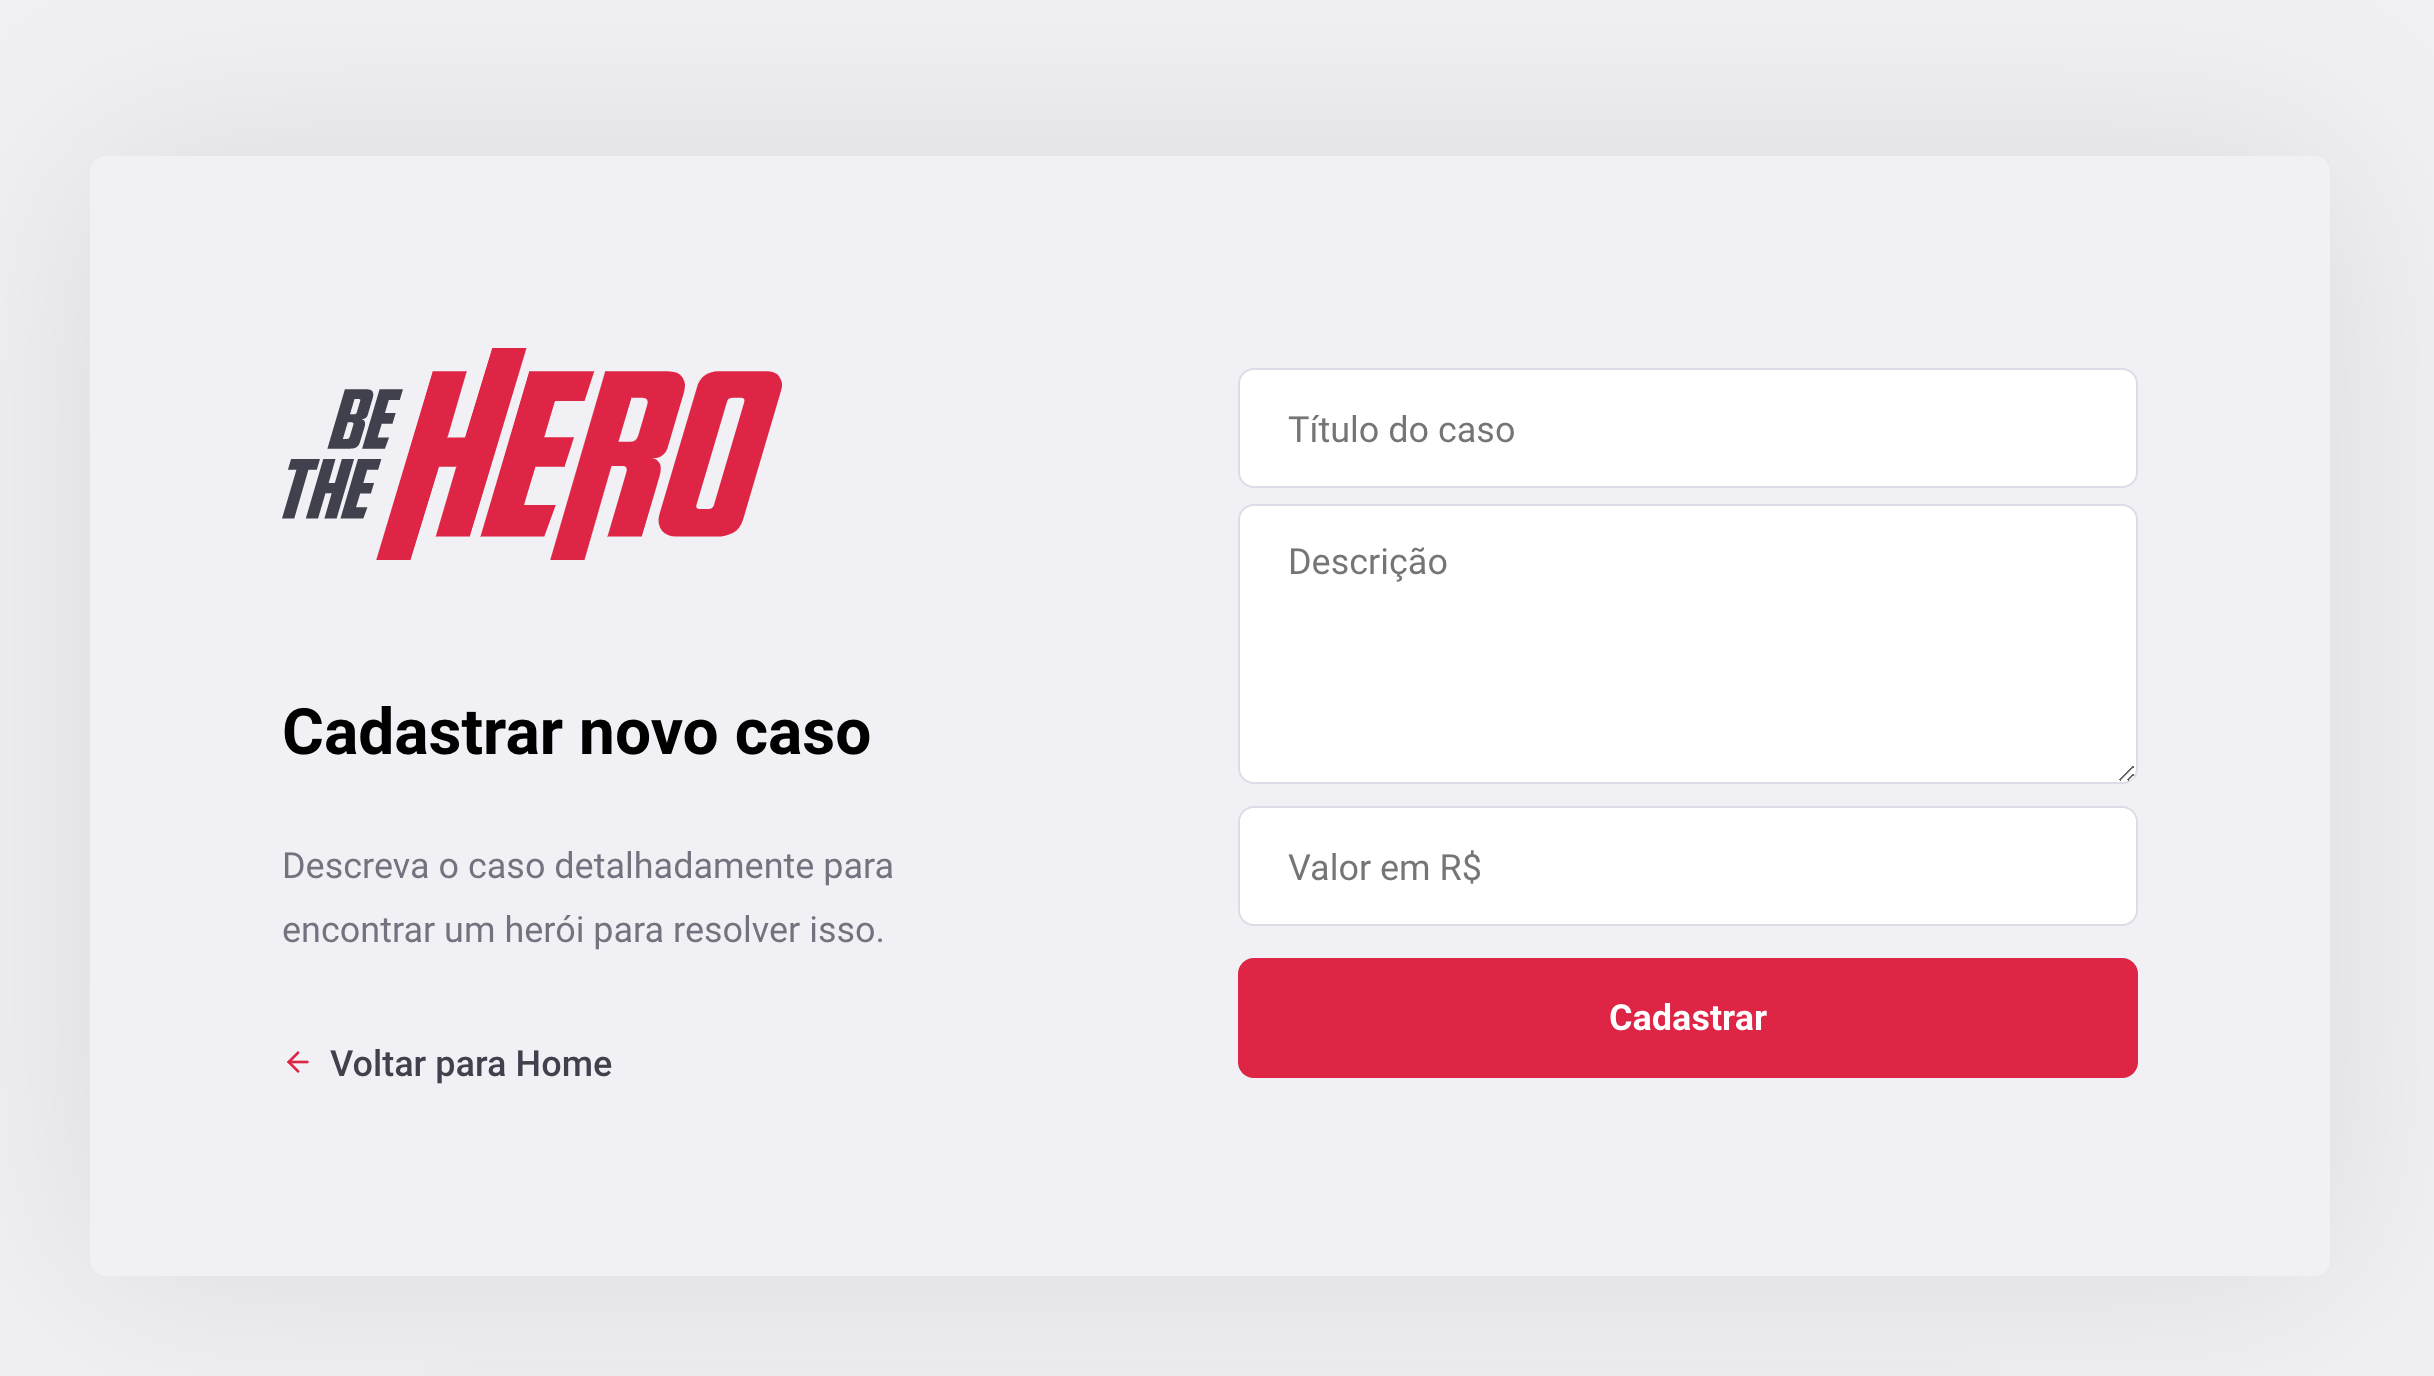 BE
THE
HERO
Cadastrar novo caso
Descreva o caso detalhadamente para
encontrar um herói para resolver isso.
Voltar para Home
Título do caso
Descrição
Valor em R$
Cadastrar